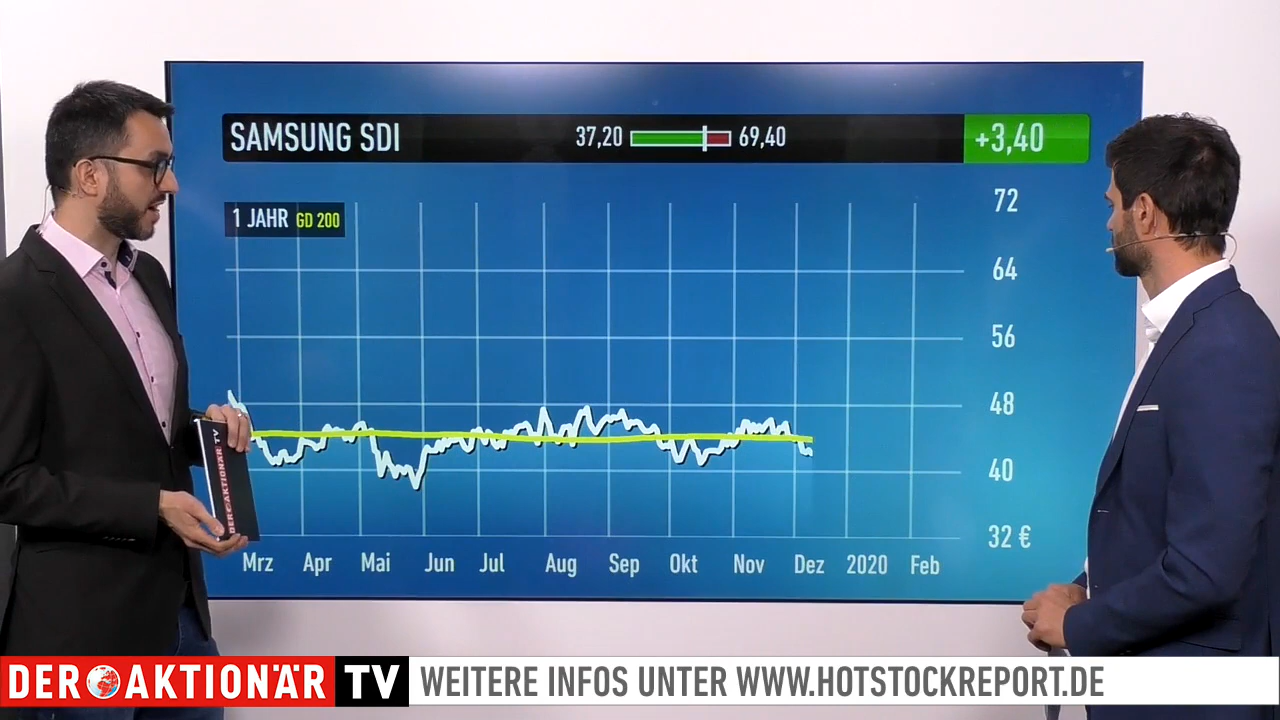 SAMSUNG SDI 37,20 69,40 +3,40
1 JAHR GD 200
72
64
56
48
40
32 €
Mrz Apr Mai Jun Jul Aug Sep Okt Nov Dez 2020 Feb
DER AKTIONÄR TV
DER AKTIONÄR TV WEITERE INFOS UNTER WWW.HOTSTOCKREPORT.DE